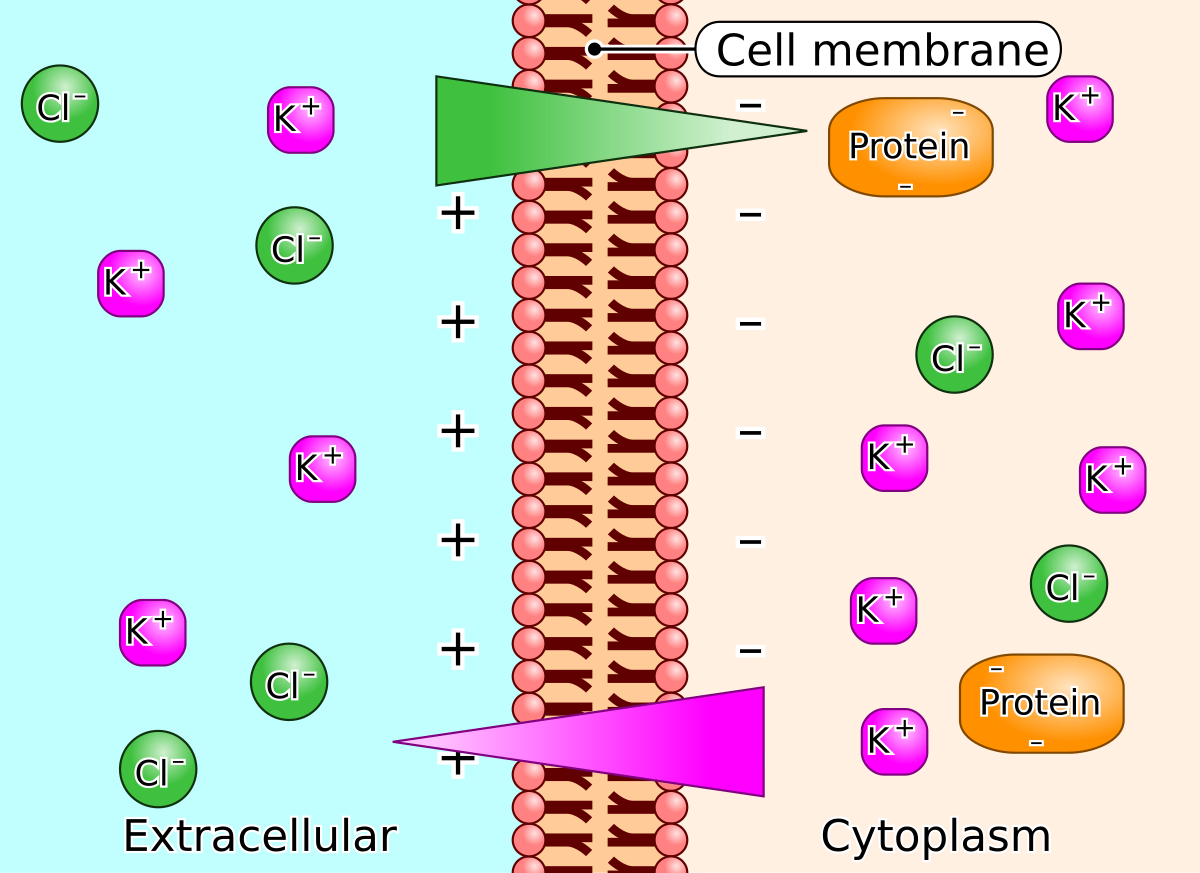 Cell membrane
Cl⁻
K⁺
−
Protein
−
−
K⁺
+
−
Cl⁻
K⁺
+
−
Cl⁻
K⁺
+
−
K⁺
K⁺
K⁺
+
−
Cl⁻
K⁺
K⁺
+
−
Cl⁻
Protein
−
−
K⁺
+
Cl⁻
Extracellular
Cytoplasm